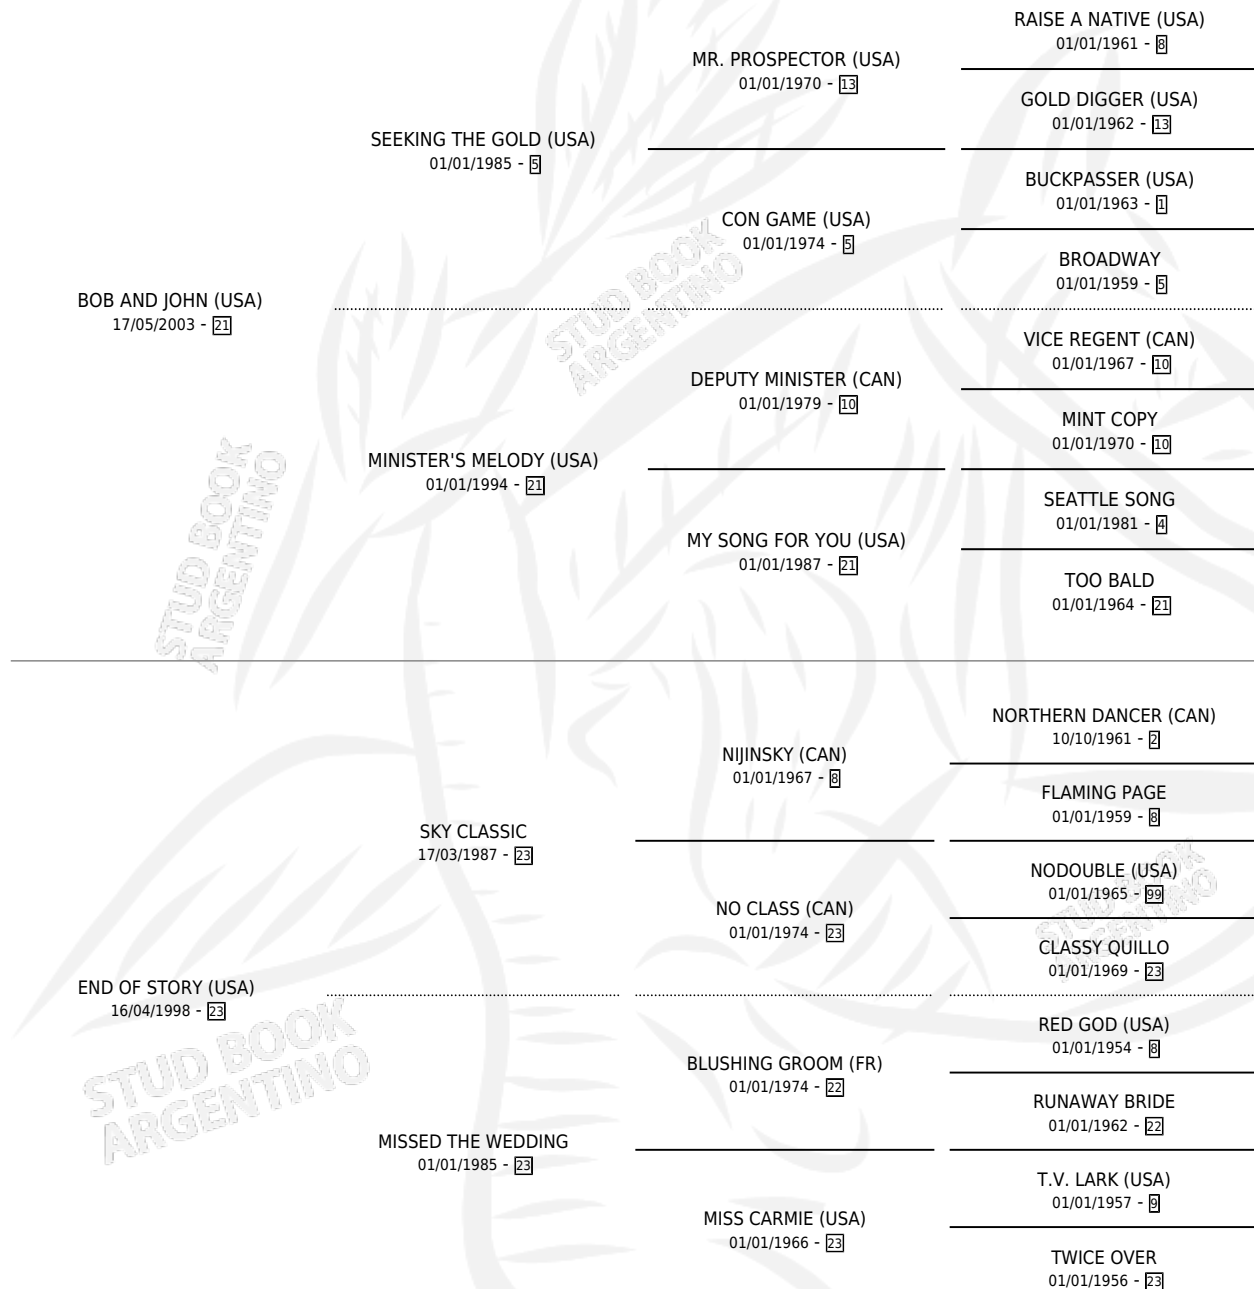 RAISE A NATIVE (USA)
01/01/1961 - 8
MR. PROSPECTOR (USA)
01/01/1970 - 13
GOLD DIGGER (USA)
01/01/1962 - 13
SEEKING THE GOLD (USA)
01/01/1985 - 5
BUCKPASSER (USA)
01/01/1963 - 1
CON GAME (USA)
01/01/1974 - 5
BROADWAY
01/01/1959 - 5
BOB AND JOHN (USA)
17/05/2003 - 21
VICE REGENT (CAN)
01/01/1967 - 10
DEPUTY MINISTER (CAN)
01/01/1979 - 10
MINT COPY
01/01/1970 - 10
MINISTER'S MELODY (USA)
01/01/1994 - 21
SEATTLE SONG
01/01/1981 - 4
MY SONG FOR YOU (USA)
01/01/1987 - 21
TOO BALD
01/01/1964 - 21
STUD BOOK
ARGENTINO
STUD BOOK
ARGENTINO
NORTHERN DANCER (CAN)
10/10/1961 - 2
NIJINSKY (CAN)
01/01/1967 - 8
FLAMING PAGE
01/01/1959 - 8
SKY CLASSIC
17/03/1987 - 23
NODOUBLE (USA)
01/01/1965 - 99
NO CLASS (CAN)
01/01/1974 - 23
CLASSY QUILLO
01/01/1969 - 23
END OF STORY (USA)
16/04/1998 - 23
RED GOD (USA)
01/01/1954 - 8
BLUSHING GROOM (FR)
01/01/1974 - 22
RUNAWAY BRIDE
01/01/1962 - 22
MISSED THE WEDDING
01/01/1985 - 23
T.V. LARK (USA)
01/01/1957 - 9
MISS CARMIE (USA)
01/01/1966 - 23
TWICE OVER
01/01/1956 - 23
STUD BOOK
ARGENTINO
STUD BOOK
ARGENTINO